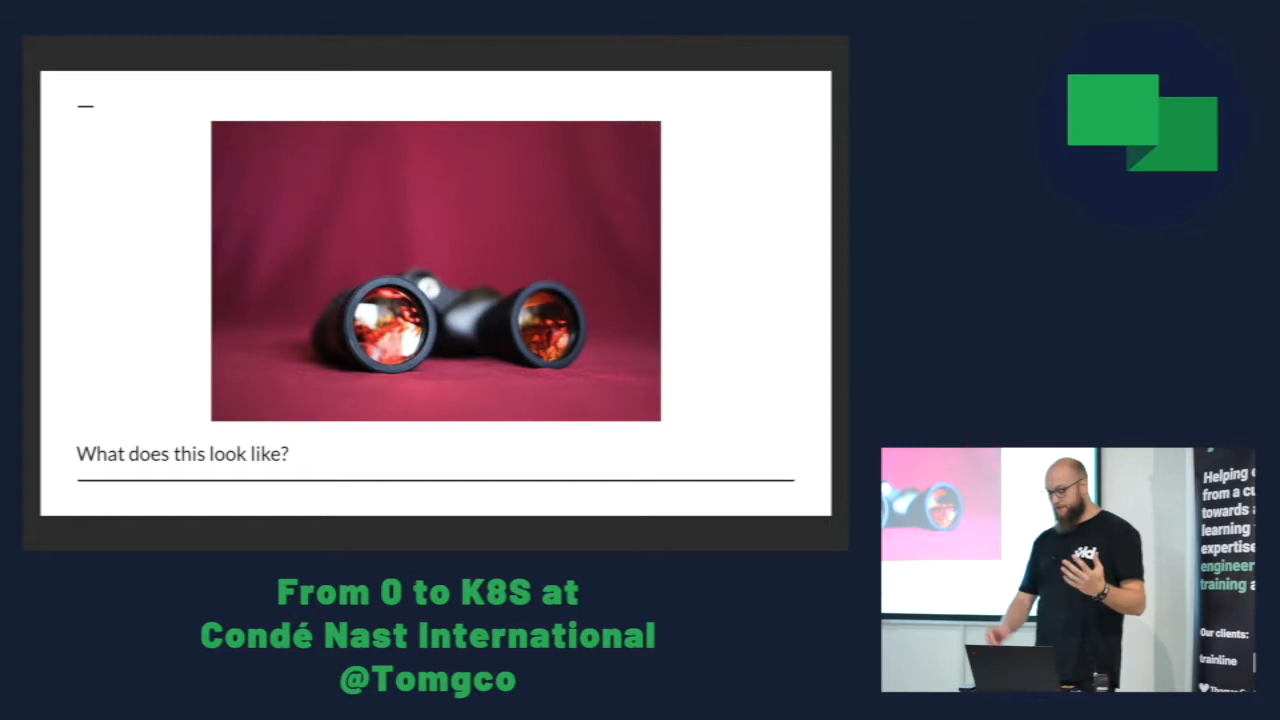 What does this look like?
From 0 to K8S at
Condé Nast International
@Tomgco
Helping
from a
towards
learning
expertise
engineer
training
Our clients:
trainline